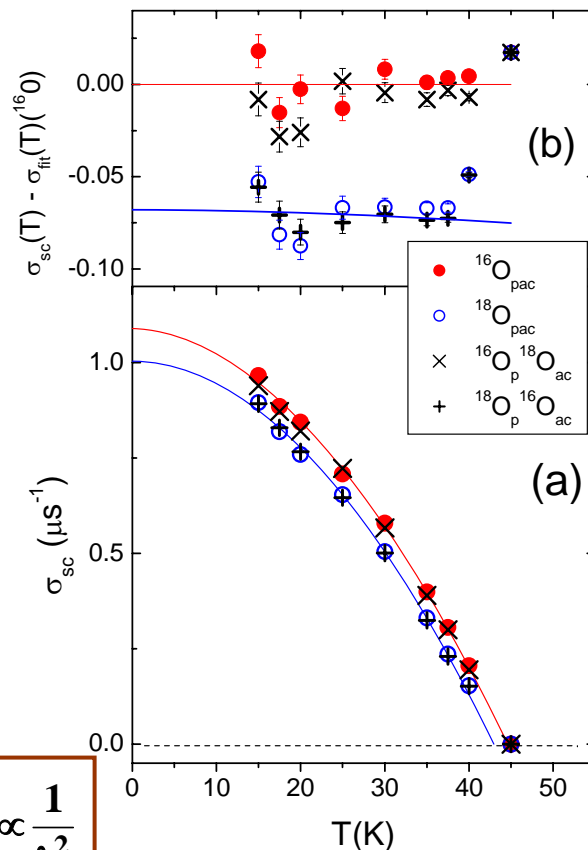 σsc(T) - σfit(T)(¹⁶0)
0.00
-0.05
-0.10
(b)
¹⁶Opac
¹⁸Opac
¹⁶Op¹⁸Oac
¹⁸Op¹⁶Oac
σsc (μs⁻¹)
1.0
0.5
0.0
(a)
0 10 20 30 40 50
T(K)
∝ 1